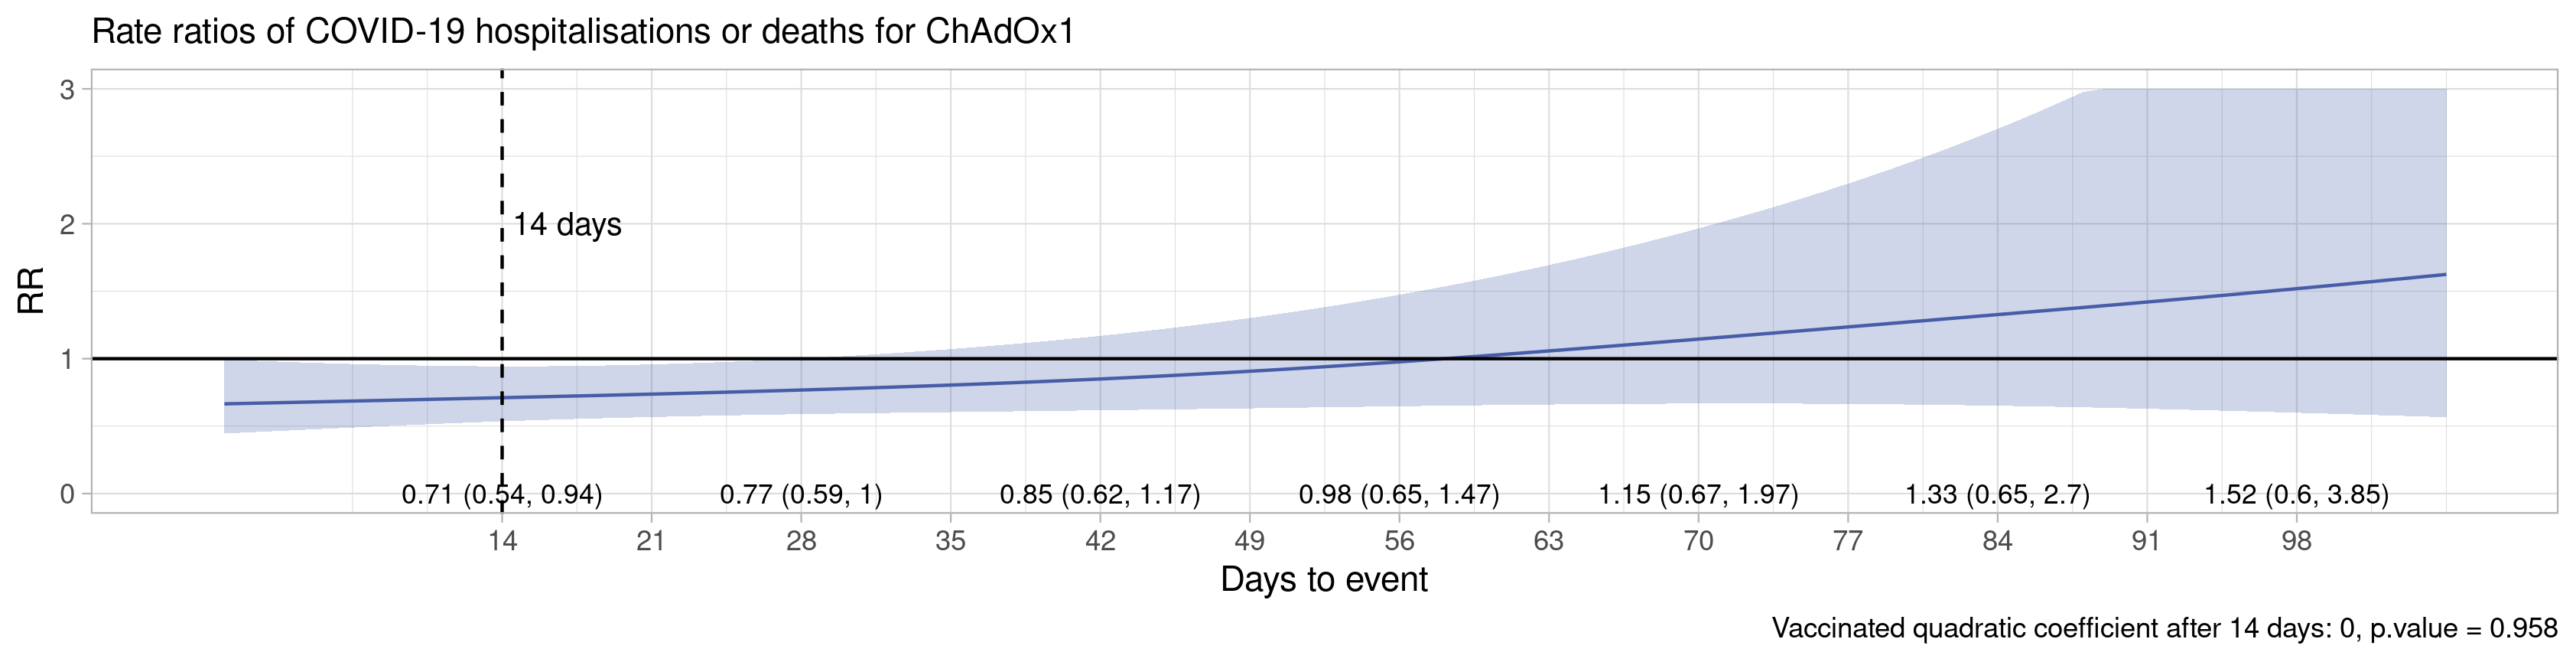 Rate ratios of COVID-19 hospitalisations or deaths for ChAdOx1
3
2
1
0
RR
14 days
0.71 (0.54, 0.94) 0.77 (0.59, 1) 0.85 (0.62, 1.17) 0.98 (0.65, 1.47) 1.15 (0.67, 1.97) 1.33 (0.65, 2.7) 1.52 (0.6, 3.85)
14 21 28 35 42 49 56 63 70 77 84 91 98
Days to event
Vaccinated quadratic coefficient after 14 days: 0, p.value = 0.958